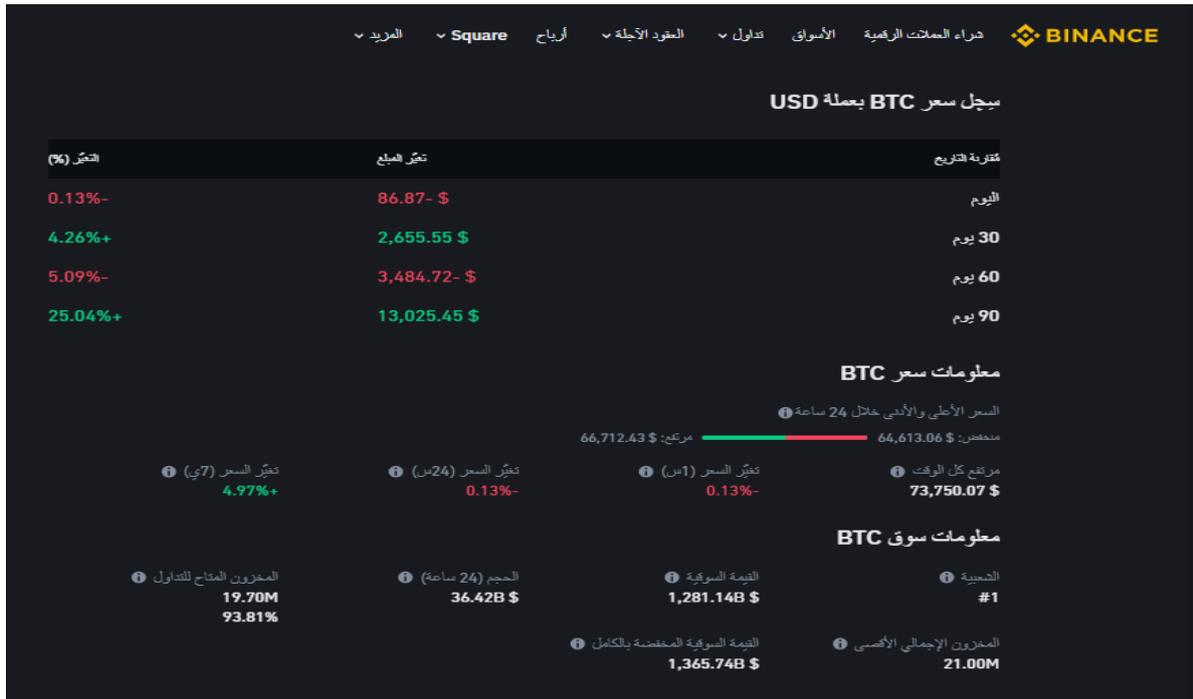 BINANCE شراء العملات الرقمية الأسواق تداول العقود الآجلة أرباح Square المزيد
سِجل سعر BTC بعملة USD
مُقارنة التاريخ تغيّر المبلغ التغيّر (%)
اليوم $ -86.87 -0.13%
30 يوم $ 2,655.55 +4.26%
60 يوم $ -3,484.72 -5.09%
90 يوم $ 13,025.45 +25.04%
معلومات سعر BTC
السعر الأعلى والأدنى خلال 24 ساعة
منخفض: $ 64,613.06 مرتفع: $ 66,712.43
مرتفع كل الوقت تغيّر السعر (1س) تغيّر السعر (24س) تغيّر السعر (7ي)
$ 73,750.07 -0.13% -0.13% +4.97%
معلومات سوق BTC
الشعبية القيمة السوقية الحجم (24 ساعة) المخزون المتاح للتداول
#1 $ 1,281.14B $ 36.42B 19.70M
93.81%
المخزون الإجمالي الأقصى القيمة السوقية المخفضة بالكامل
21.00M $ 1,365.74B